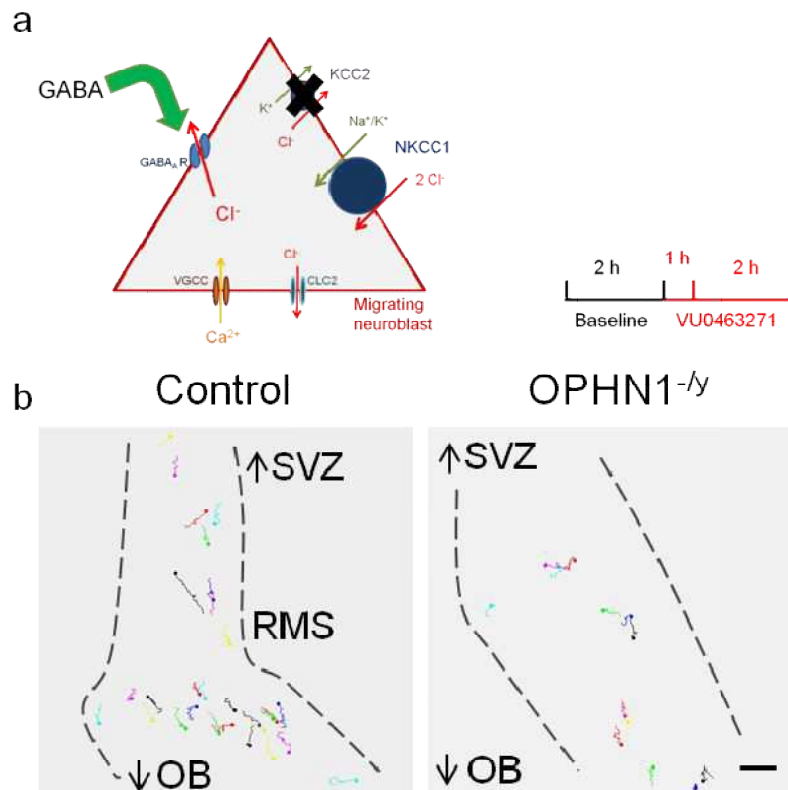 a
GABA
GABA_A R
Cl⁻
K⁺
Cl⁻
KCC2
Na⁺/K⁺
NKCC1
2 Cl⁻
VGCC
Ca²⁺
Cl⁻
CLC2
Migrating
neuroblast
2 h
1 h
2 h
Baseline
VU0463271
b
Control
OPHN1⁻/ʸ
↑SVZ
RMS
↓OB
↑SVZ
↓OB